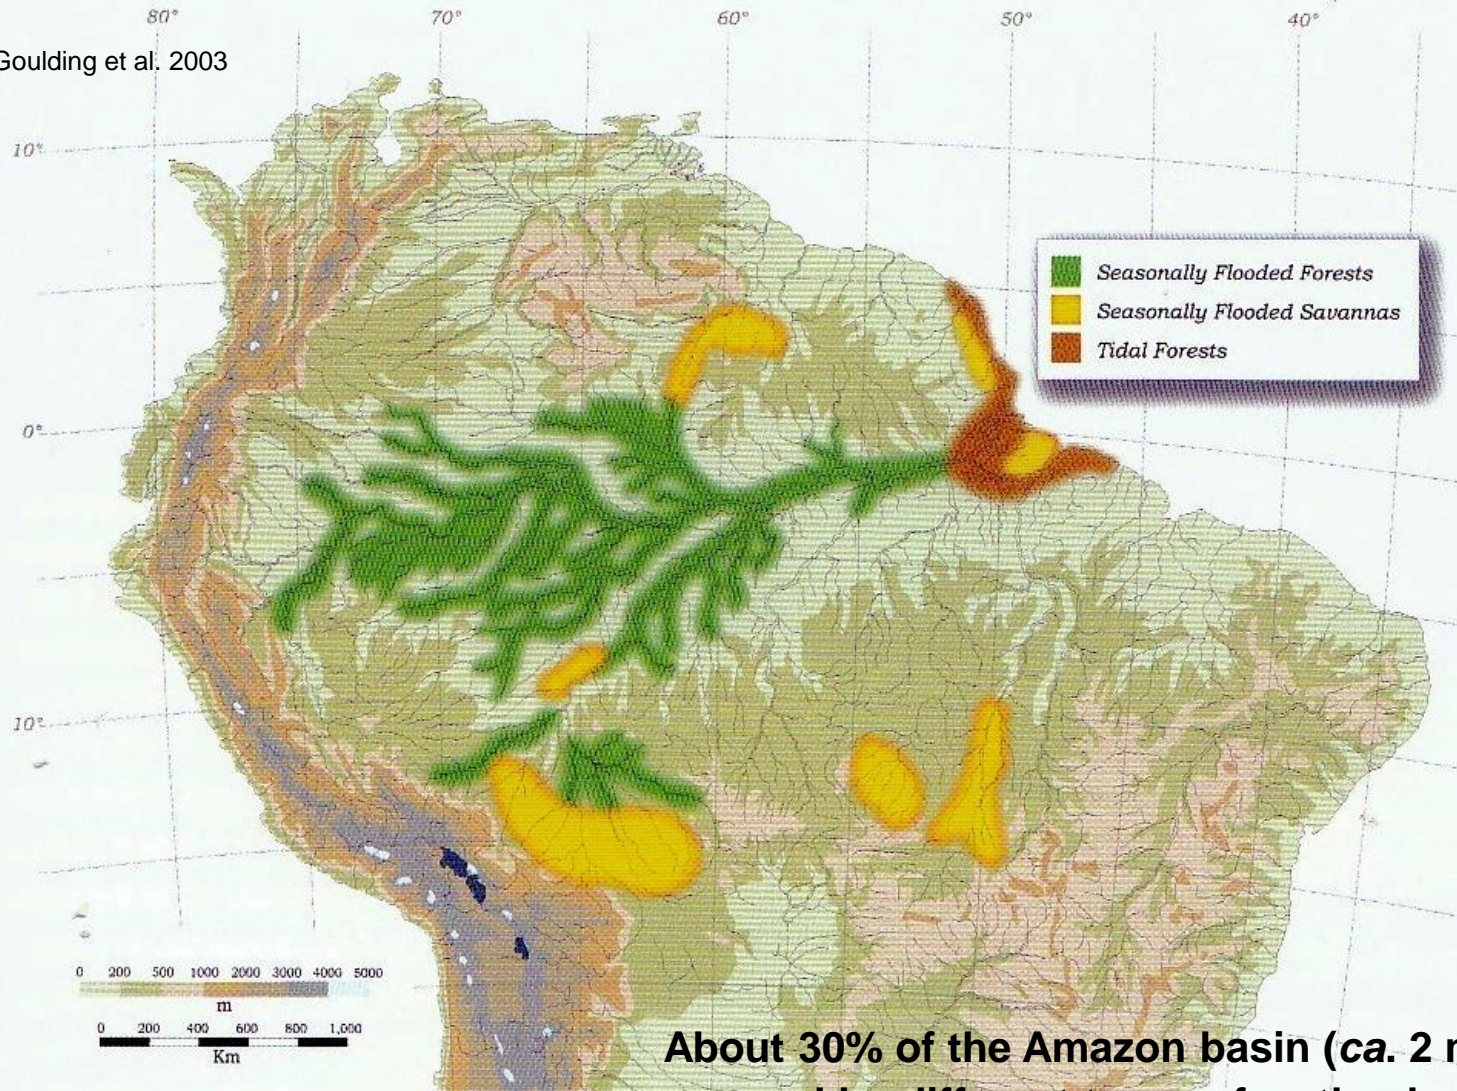 80° 70° 60° 50° 40°
Goulding et al. 2003
10°
Seasonally Flooded Forests
Seasonally Flooded Savannas
Tidal Forests
0°
10°
0 200 500 1000 2000 3000 4000 5000
m
0 200 400 600 800 1,000
Km
About 30% of the Amazon basin (ca. 2